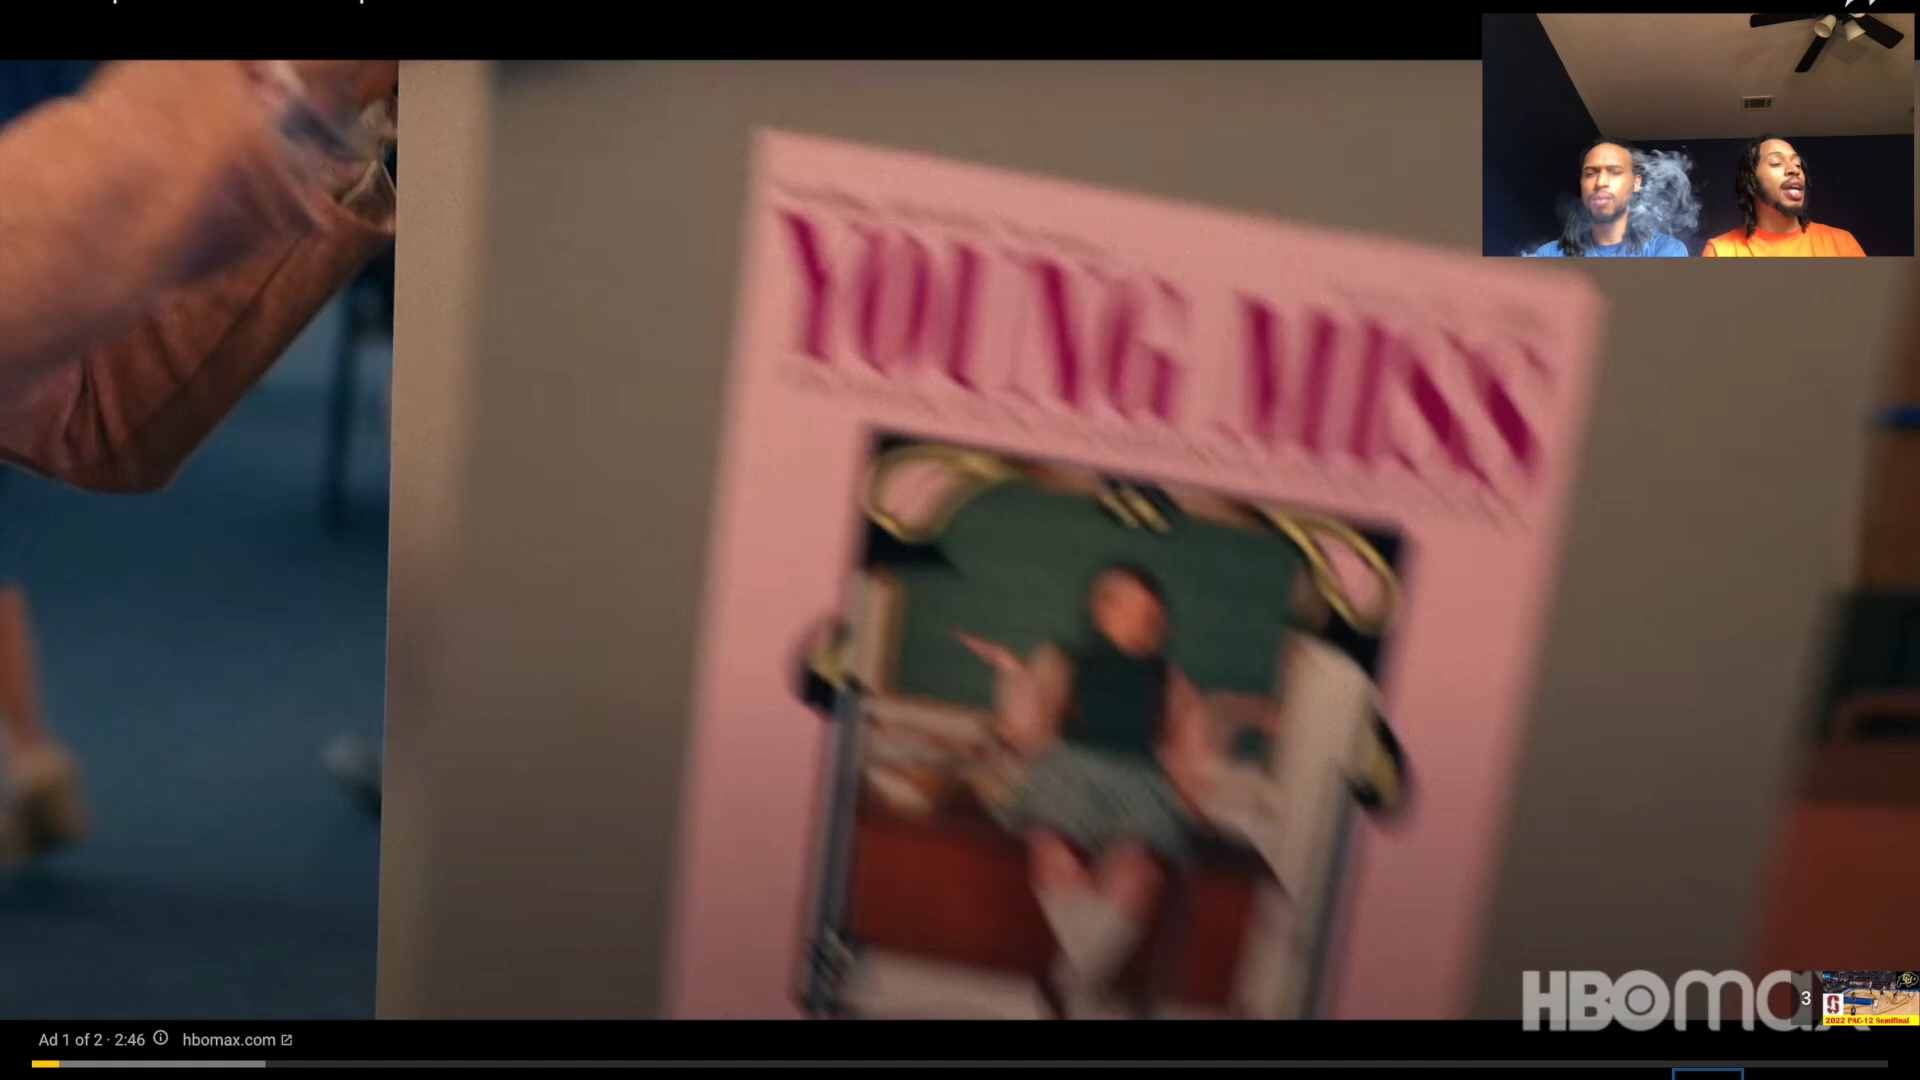 YOUNG MISS
HBOmax
3
2022 PAC-12 Semifinal
Ad 1 of 2 · 2:46 hbomax.com